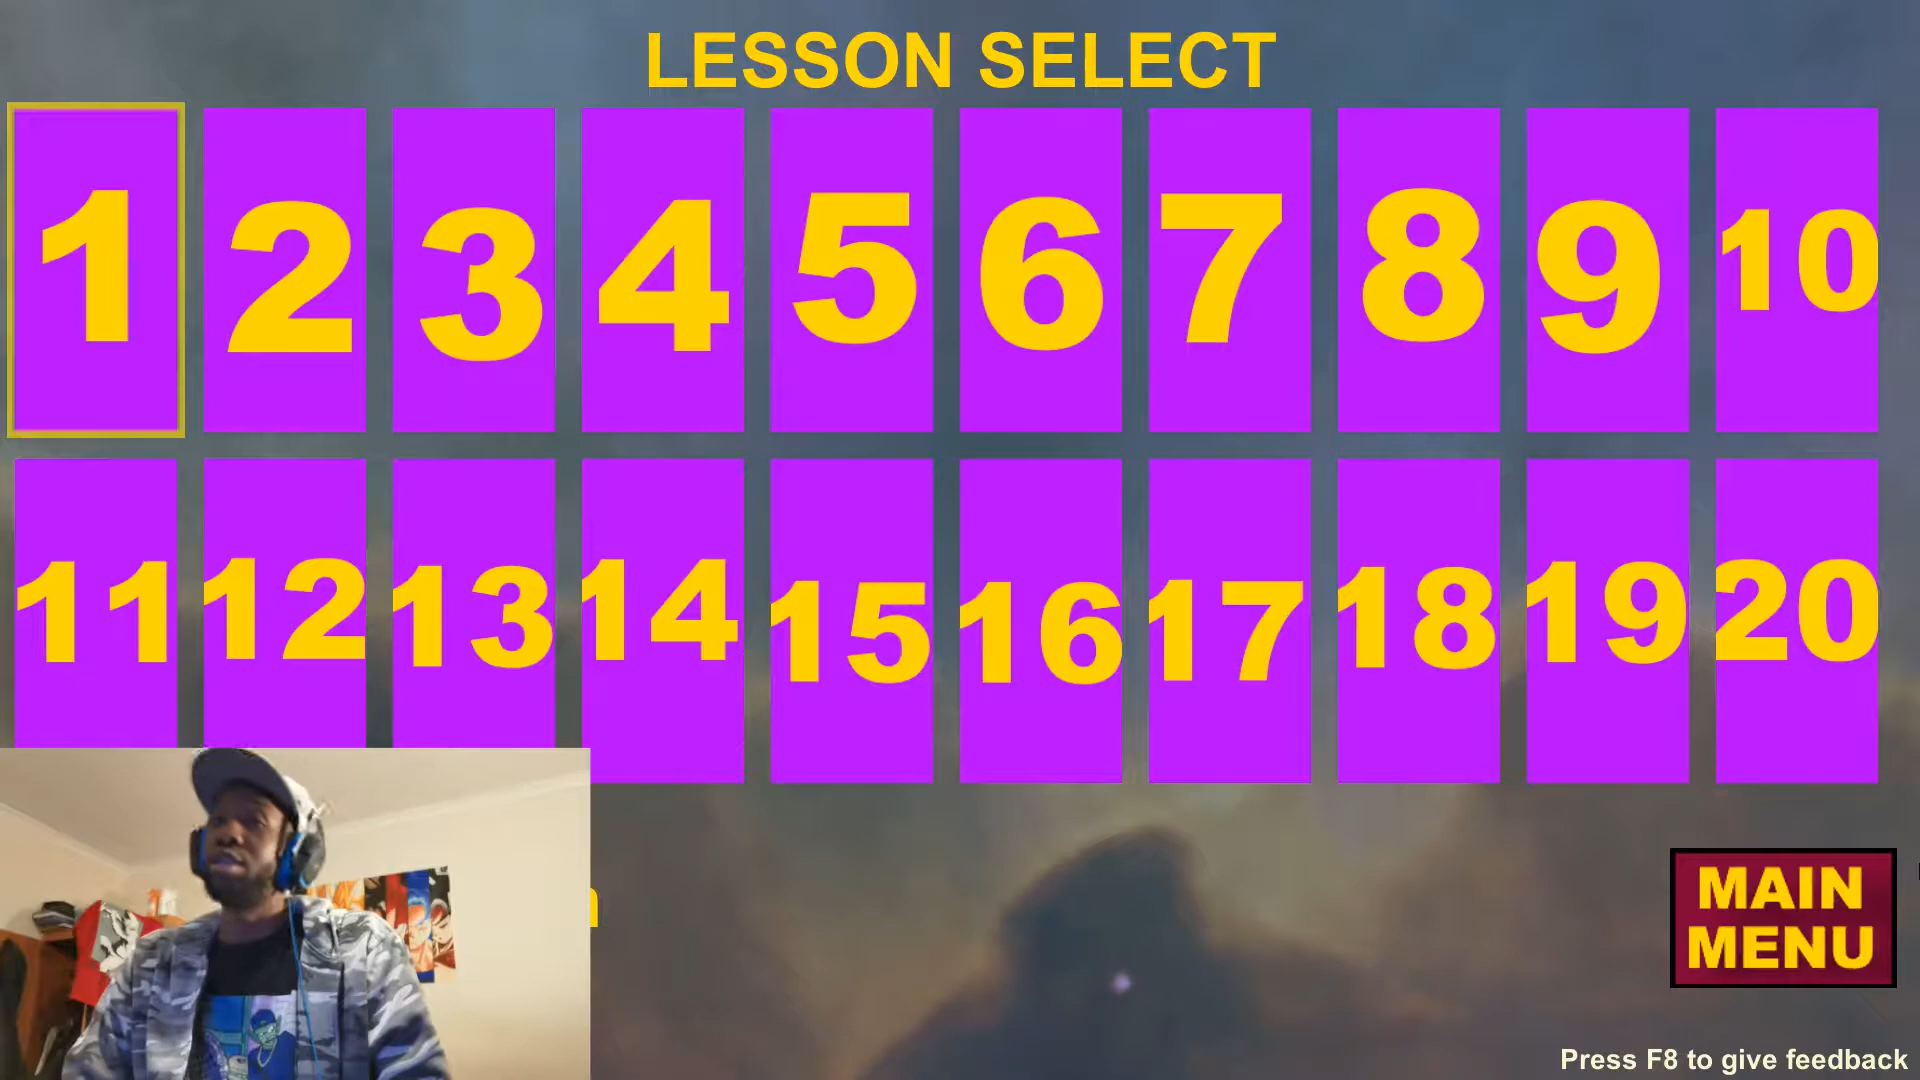 LESSON SELECT
1 2 3 4 5 6 7 8 9 10
11 12 13 14 15 16 17 18 19 20
MAIN
MENU
Press F8 to give feedback